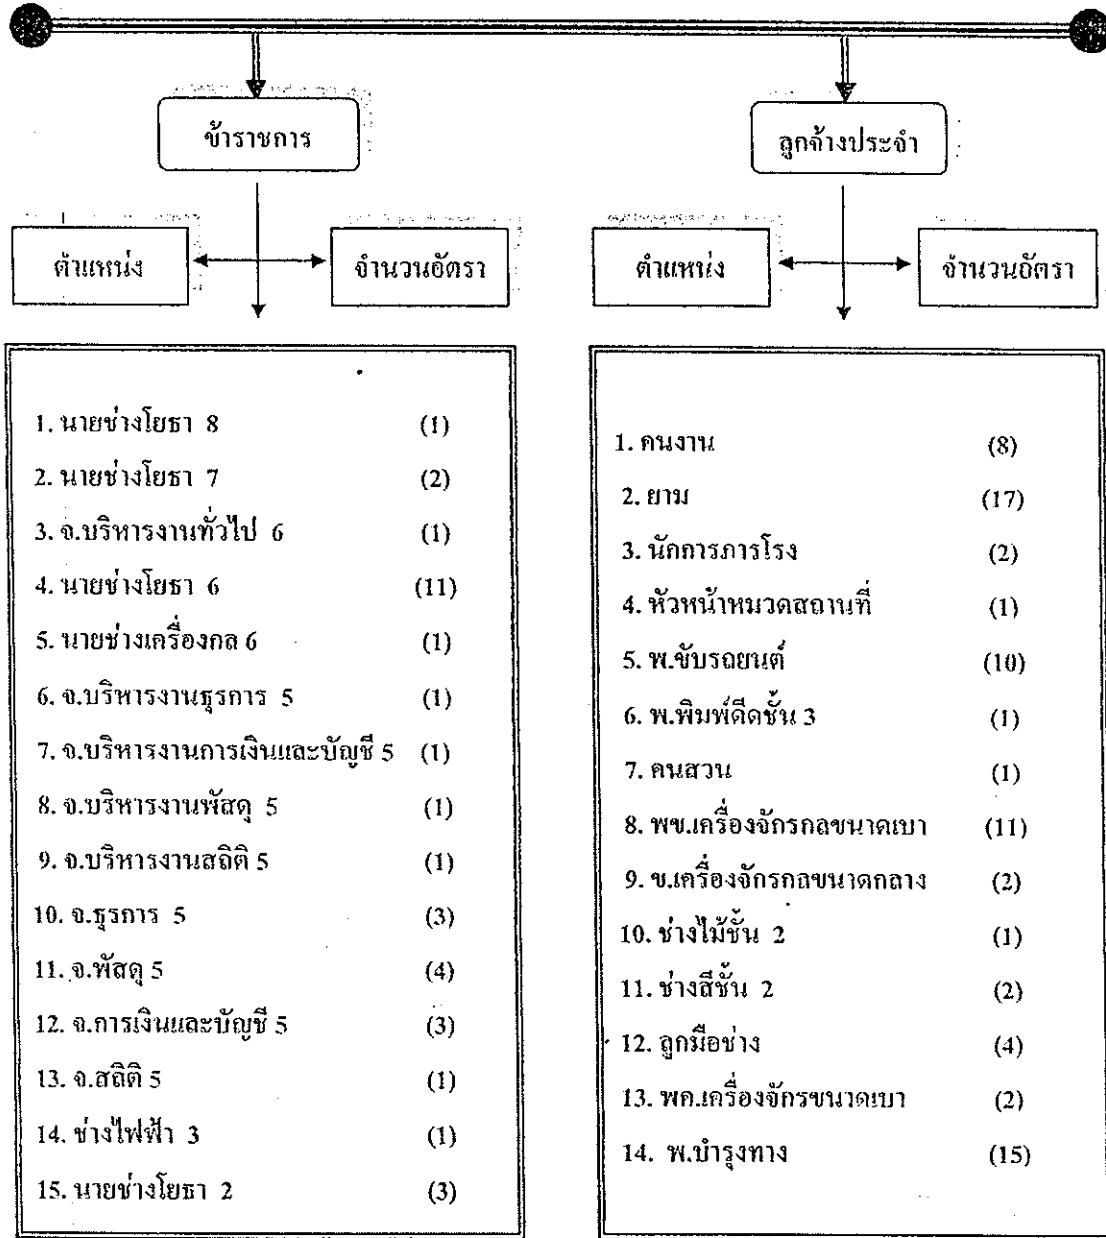 ข้าราชการ
ตำแหน่ง
จำนวนอัตรา
1. นายช่างโยธา 8 (1)
2. นายช่างโยธา 7 (2)
3. จ.บริหารงานทั่วไป 6 (1)
4. นายช่างโยธา 6 (11)
5. นายช่างเครื่องกล 6 (1)
6. จ.บริหารงานธุรการ 5 (1)
7. จ.บริหารงานการเงินและบัญชี 5 (1)
8. จ.บริหารงานพัสดุ 5 (1)
9. จ.บริหารงานสถิติ 5 (1)
10. จ.ธุรการ 5 (3)
11. จ.พัสดุ 5 (4)
12. จ.การเงินและบัญชี 5 (3)
13. จ.สถิติ 5 (1)
14. ช่างไฟฟ้า 3 (1)
15. นายช่างโยธา 2 (3)
ลูกจ้างประจำ
ตำแหน่ง
จำนวนอัตรา
1. คนงาน (8)
2. ยาม (17)
3. นักการภารโรง (2)
4. หัวหน้าหมวดสถานที่ (1)
5. พ.ขับรถยนต์ (10)
6. พ.พิมพ์ดีดชั้น 3 (1)
7. คนสวน (1)
8. พข.เครื่องจักรกลขนาดเบา (11)
9. ข.เครื่องจักรกลขนาดกลาง (2)
10. ช่างไม้ชั้น 2 (1)
11. ช่างสีชั้น 2 (2)
12. ลูกมือช่าง (4)
13. พค.เครื่องจักรขนาดเบา (2)
14. พ.บำรุงทาง (15)